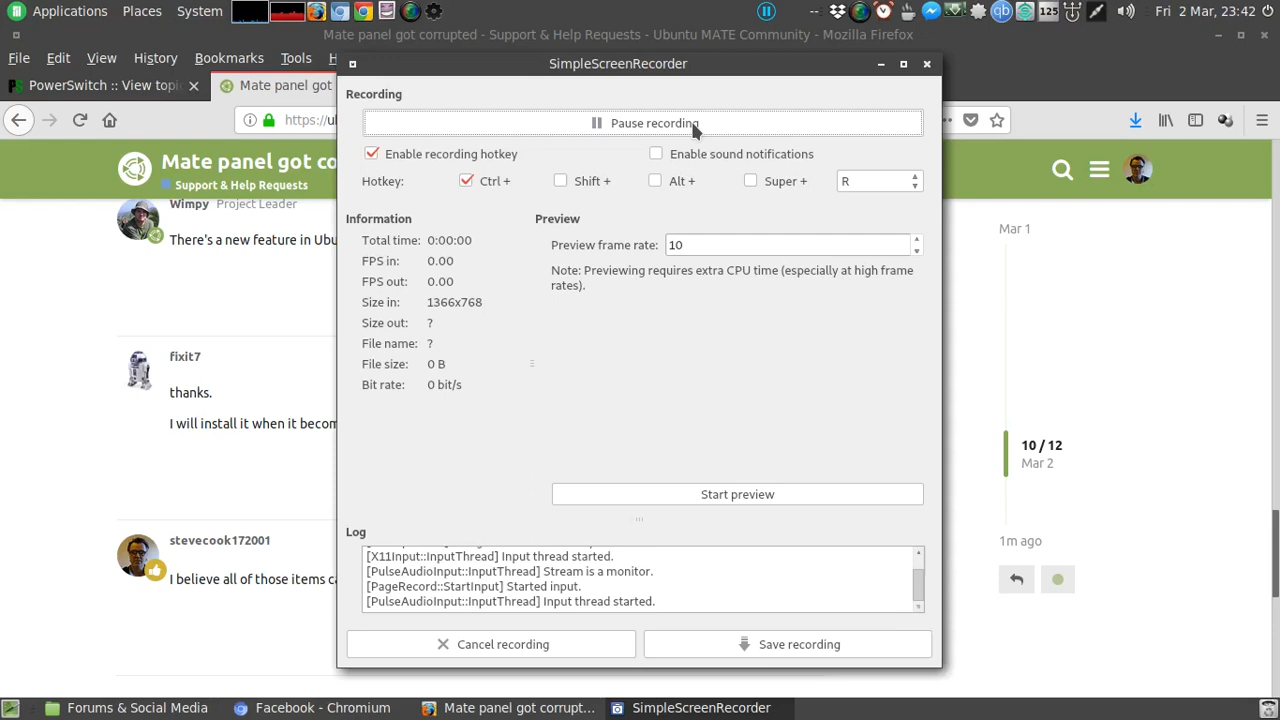 Applications Places System 125 Fri 2 Mar, 23:42
Mate panel got corrupted - Support & Help Requests - Ubuntu MATE Community - Mozilla Firefox
File Edit View History Bookmarks Tools H
SimpleScreenRecorder
PowerSwitch :: View topi
Mate panel got
https://ul
Recording
Pause recording
Enable recording hotkey
Enable sound notifications
Hotkey: Ctrl + Shift + Alt + Super + R
Mate panel got co
Support & Help Requests
Wimpy Project Leader
There's a new feature in Ubu
Information
Total time: 0:00:00
FPS in: 0.00
FPS out: 0.00
Size in: 1366x768
Size out: ?
File name: ?
File size: 0 B
Bit rate: 0 bit/s
Preview
Preview frame rate: 10
Note: Previewing requires extra CPU time (especially at high frame
rates).
Start preview
fixit7
thanks.
I will install it when it becom
stevecook172001
I believe all of those items ca
Log
[X11Input::InputThread] Input thread started.
[PulseAudioInput::InputThread] Stream is a monitor.
[PageRecord::StartInput] Started input.
[PulseAudioInput::InputThread] Input thread started.
Cancel recording
Save recording
Mar 1
10 / 12
Mar 2
1m ago
Forums & Social Media
Facebook - Chromium
Mate panel got corrupt...
SimpleScreenRecorder